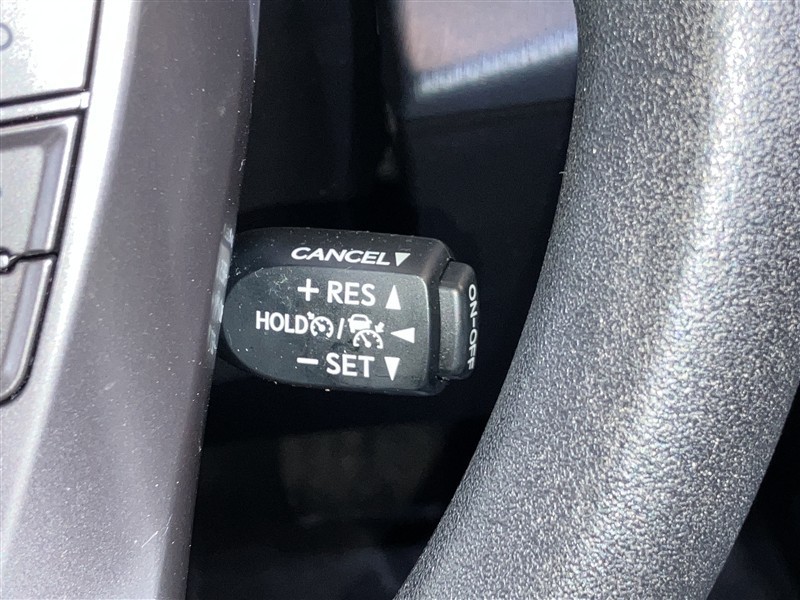 CANCEL▼
+ RES ▲
HOLD / ◀
− SET ▼
ON-OFF